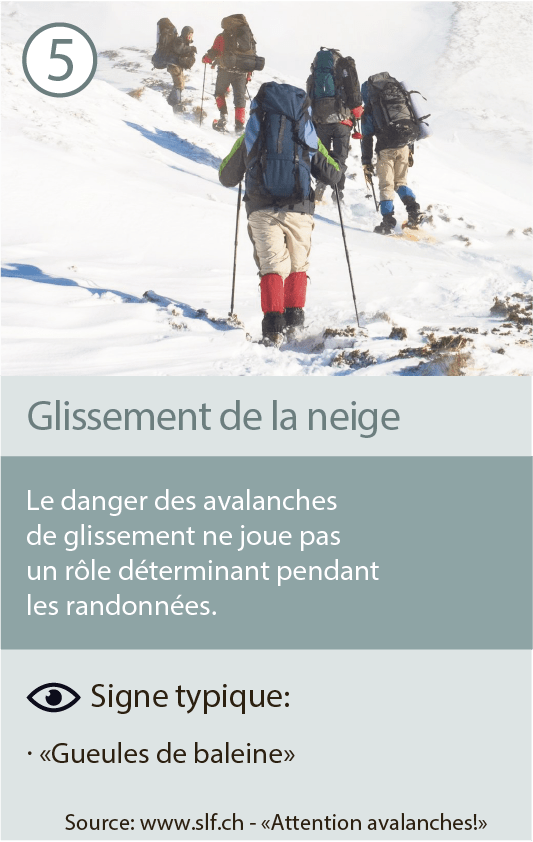 5
Glissement de la neige
Le danger des avalanches
de glissement ne joue pas
un rôle déterminant pendant
les randonnées.
Signe typique:
· «Gueules de baleine»
Source: www.slf.ch - «Attention avalanches!»